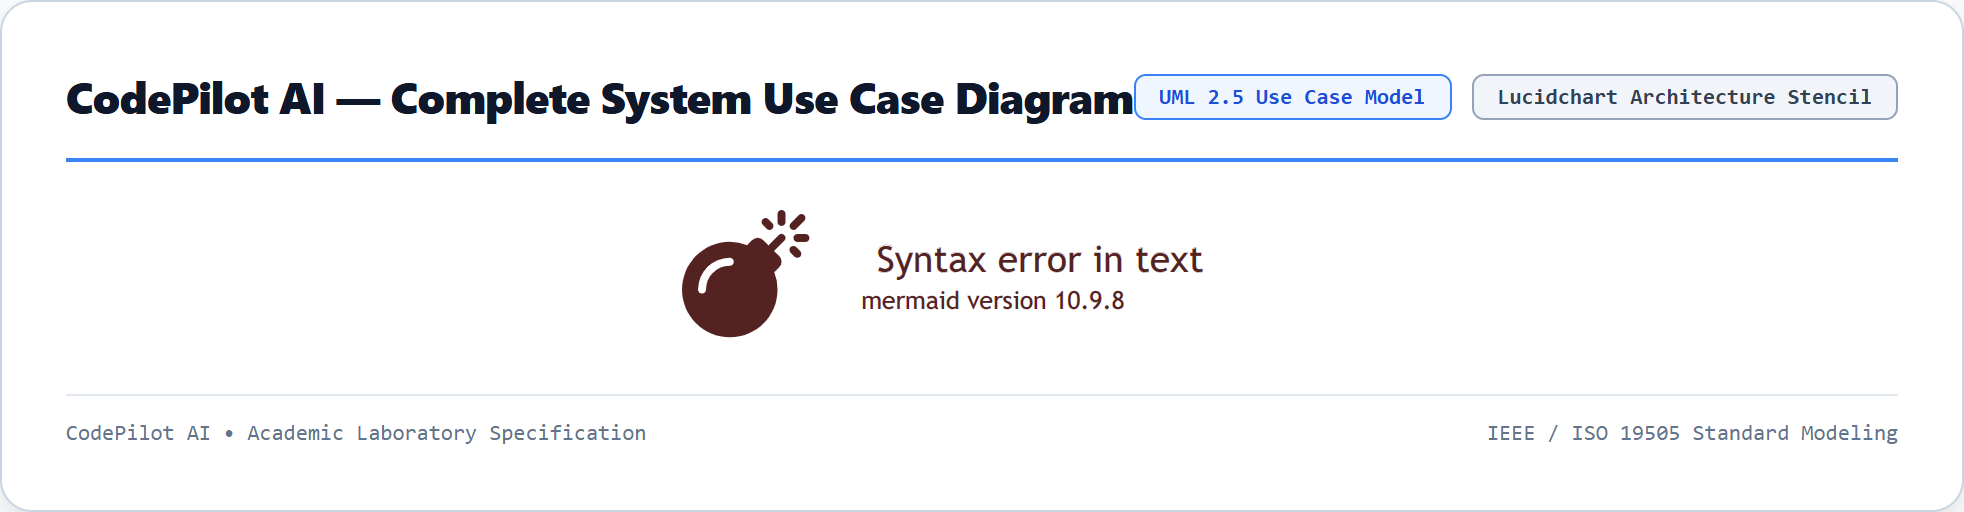 CodePilot AI — Complete System Use Case Diagram
UML 2.5 Use Case Model
Lucidchart Architecture Stencil
Syntax error in text
mermaid version 10.9.8
CodePilot AI • Academic Laboratory Specification
IEEE / ISO 19505 Standard Modeling